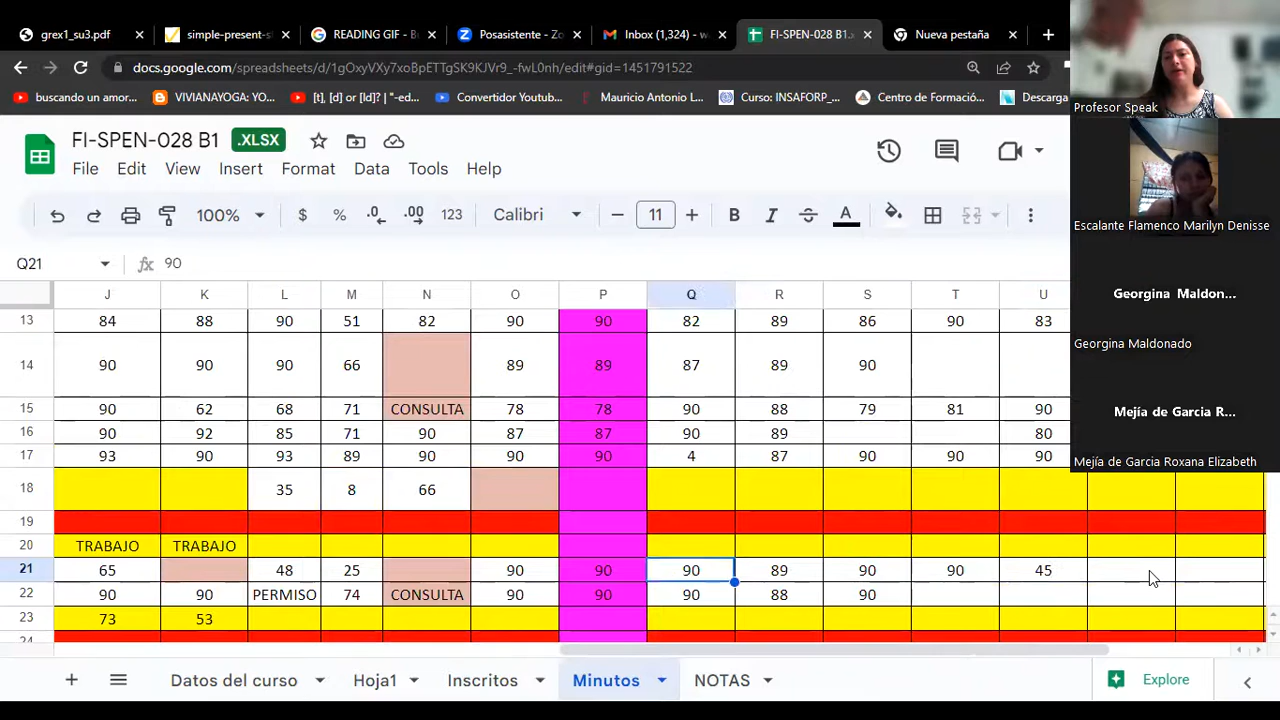 grex1_su3.pdf
simple-present-s
READING GIF - B
Posasistente - Zo
Inbox (1,324) - w
FI-SPEN-028 B1.
Nueva pestaña
docs.google.com/spreadsheets/d/1gOxyVXy7xoBpETTgSKSQJVr9_-fwL0nh/edit#gid=1451791522
buscando un amor...
VIVIANAYOGA: YO...
[t], [d] or [Id]? | "-ed...
Convertidor Youtub...
Mauricio Antonio L...
Curso: INSAFORP_...
Centro de Formació...
Descarga
Profesor Speak
FI-SPEN-028 B1 .XLSX
File Edit View Insert Format Data Tools Help
100% $ % .0 .00 123 Calibri 11 B I S A
Escalante Flamenco Marilyn Denisse
Q21 fx 90
J K L M N O P Q R S T U
Georgina Maldon...
Georgina Maldonado
13 84 88 90 51 82 90 90 82 89 86 90 83
14 90 90 90 66 89 89 87 89 90
15 90 62 68 71 CONSULTA 78 78 90 88 79 81 90
Mejía de Garcia R...
16 90 92 85 71 90 87 87 90 89 80
17 93 90 93 89 90 90 90 4 87 90 90 90
Mejía de Garcia Roxana Elizabeth
18 35 8 66
19
20 TRABAJO TRABAJO
21 65 48 25 90 90 90 89 90 90 45
22 90 90 PERMISO 74 CONSULTA 90 90 90 88 90
23 73 53
24
Datos del curso Hoja1 Inscritos Minutos NOTAS Explore